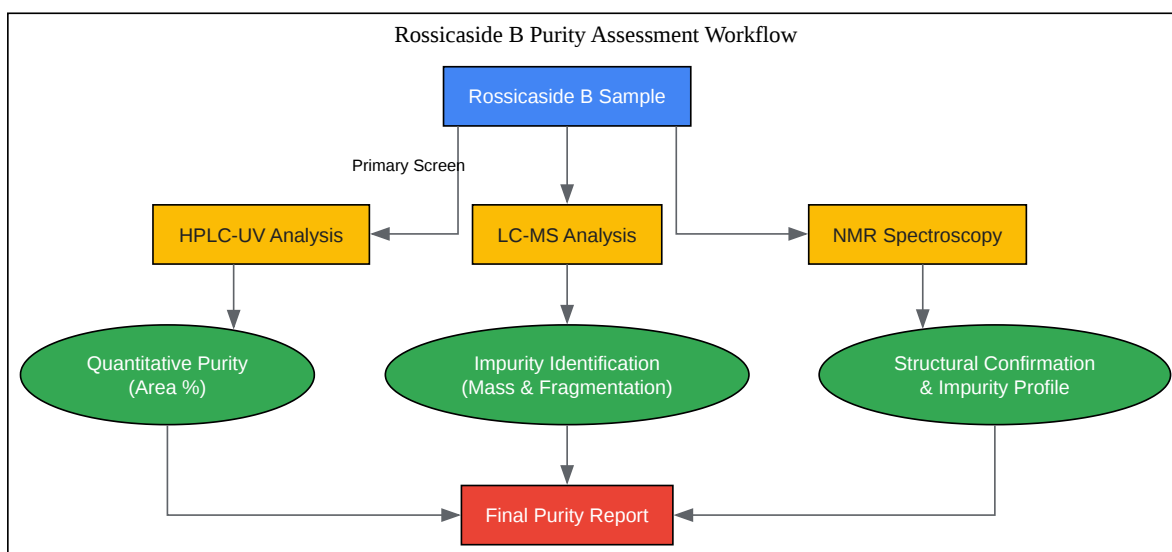 Rossicaside B Purity Assessment Workflow
Rossicaside B Sample
Primary Screen
HPLC-UV Analysis
LC-MS Analysis
NMR Spectroscopy
Quantitative Purity
(Area %)
Impurity Identification
(Mass & Fragmentation)
Structural Confirmation
& Impurity Profile
Final Purity Report